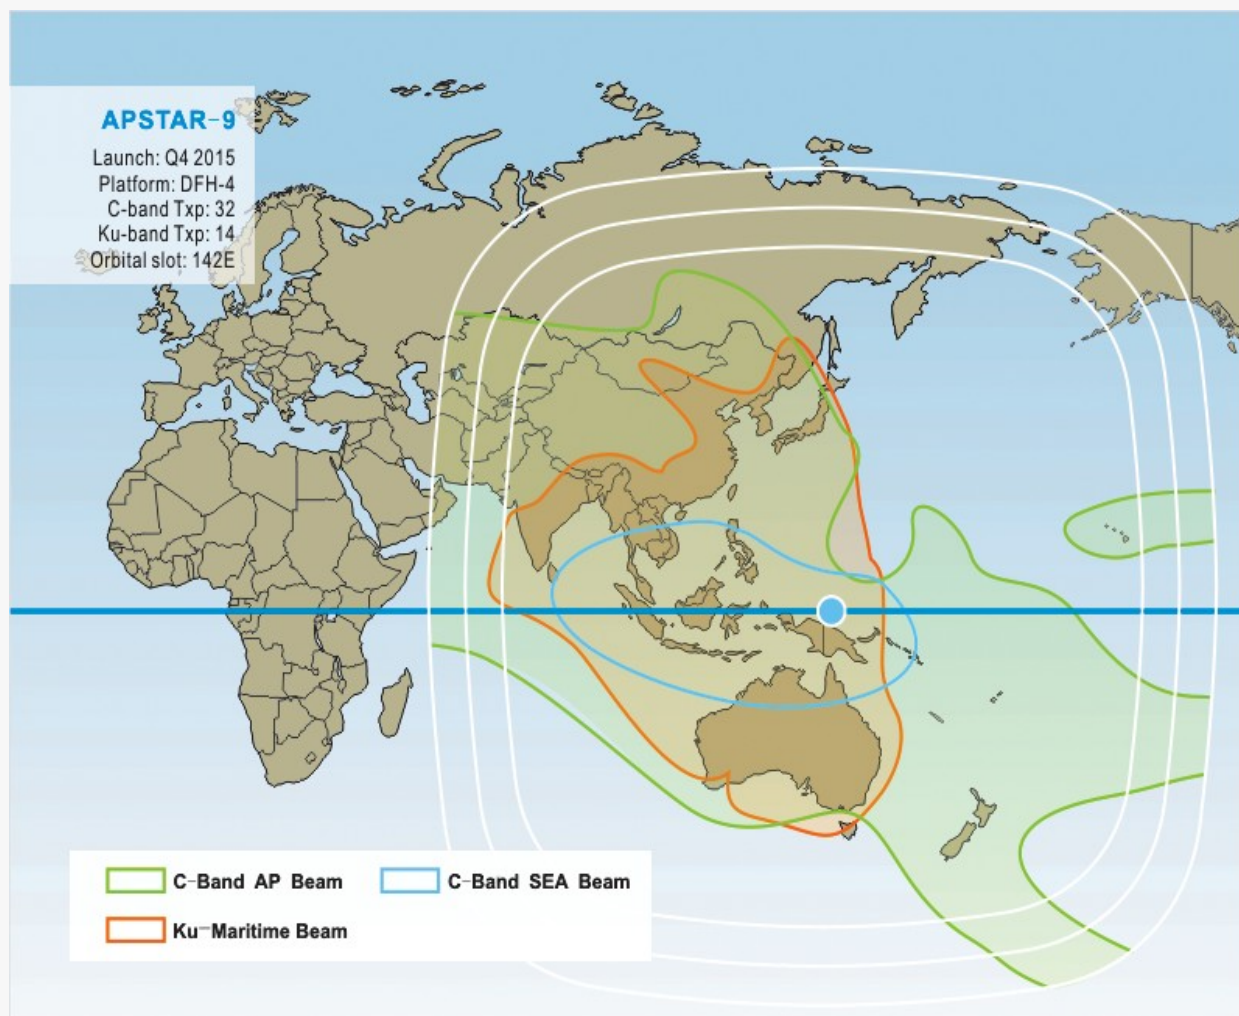 APSTAR-9
Launch: Q4 2015
Platform: DFH-4
C-band Txp: 32
Ku-band Txp: 14
Orbital slot: 142E
C-Band AP Beam
C-Band SEA Beam
Ku-Maritime Beam